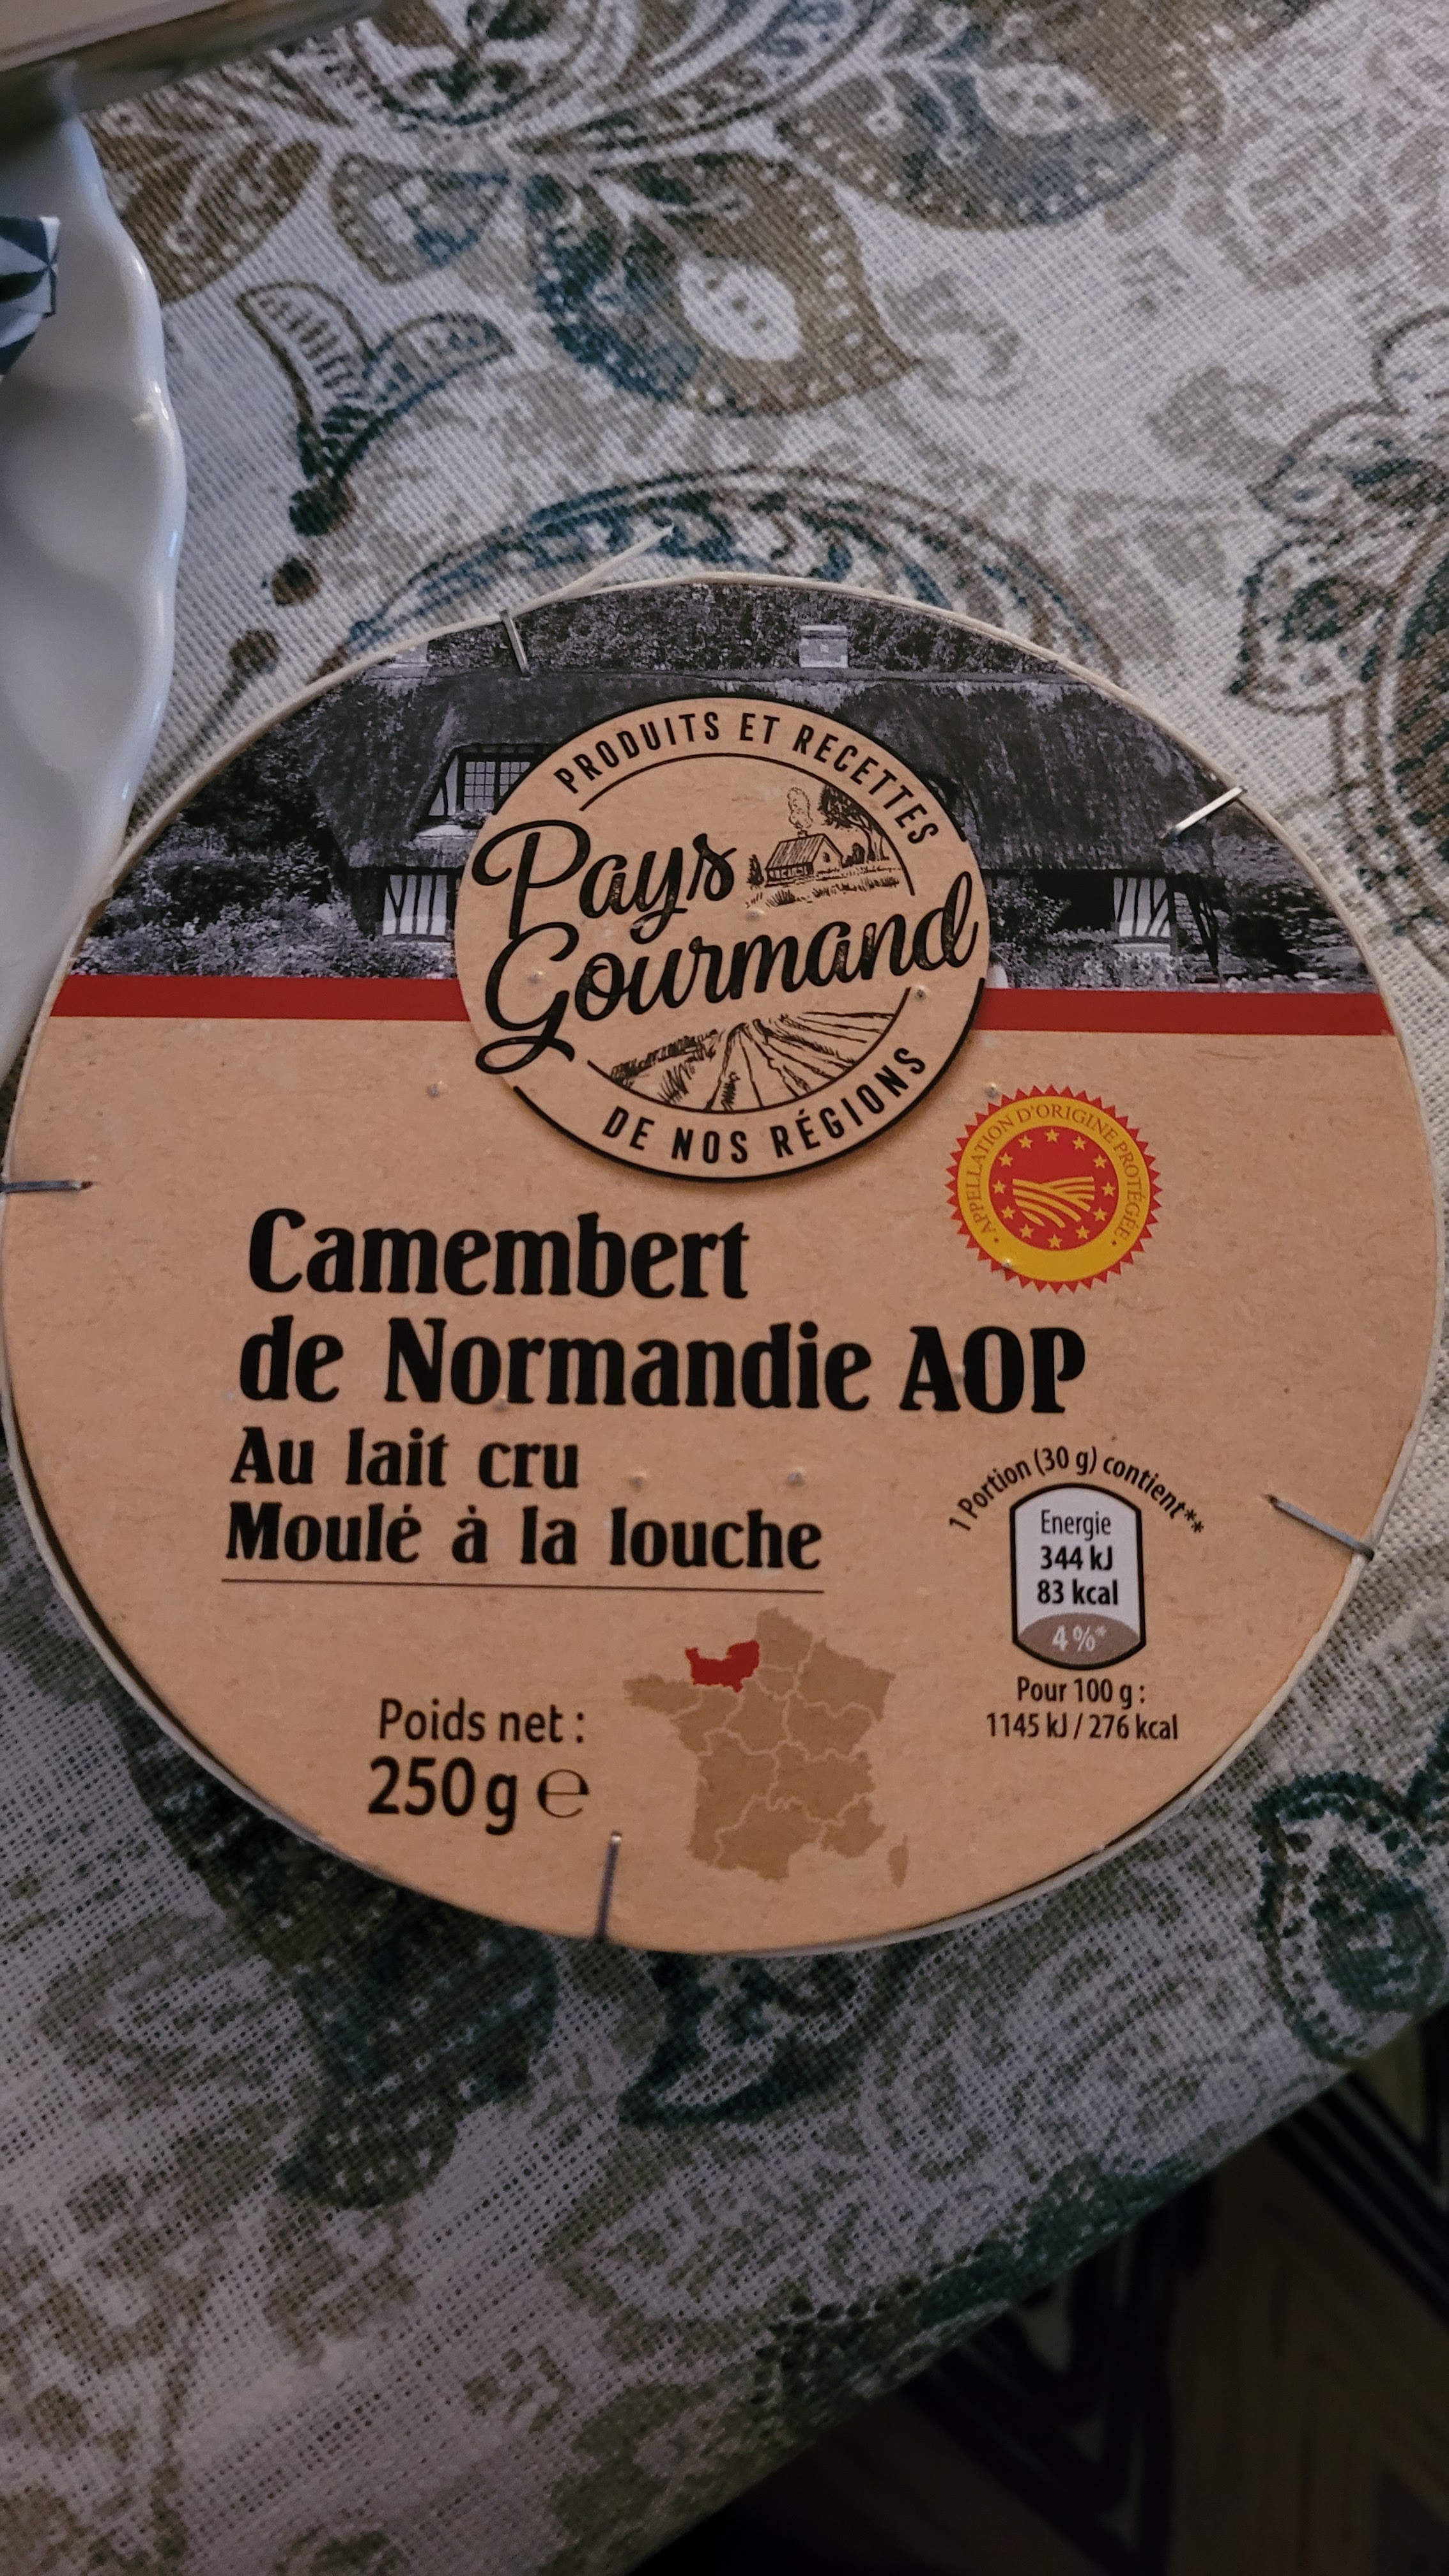 PRODUITS ET RECETTES
Pays
Gourmand
DE NOS RÉGIONS
APPELLATION D'ORIGINE PROTÉGÉE
Camembert
de Normandie AOP
Au lait cru
Moulé à la louche
1 Portion (30 g) contient**
Energie
344 kJ
83 kcal
4%*
Pour 100 g :
1145 kJ / 276 kcal
Poids net :
250 g ℮